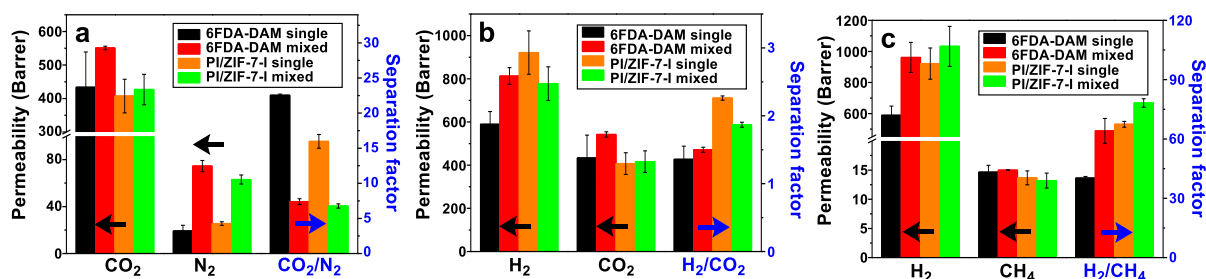 a
6FDA-DAM single
6FDA-DAM mixed
PI/ZIF-7-I single
PI/ZIF-7-I mixed
Permeability (Barrer)
600
500
400
300
80
40
0
Separation factor
30
25
20
15
10
5
0
CO₂
N₂
CO₂/N₂
b
6FDA-DAM single
6FDA-DAM mixed
PI/ZIF-7-I single
PI/ZIF-7-I mixed
Permeability (Barrer)
1000
800
600
400
200
0
Separation factor
3
2
1
0
H₂
CO₂
H₂/CO₂
c
6FDA-DAM single
6FDA-DAM mixed
PI/ZIF-7-I single
PI/ZIF-7-I mixed
Permeability (Barrer)
1200
1000
800
600
15
10
5
0
Separation factor
120
90
60
30
0
H₂
CH₄
H₂/CH₄